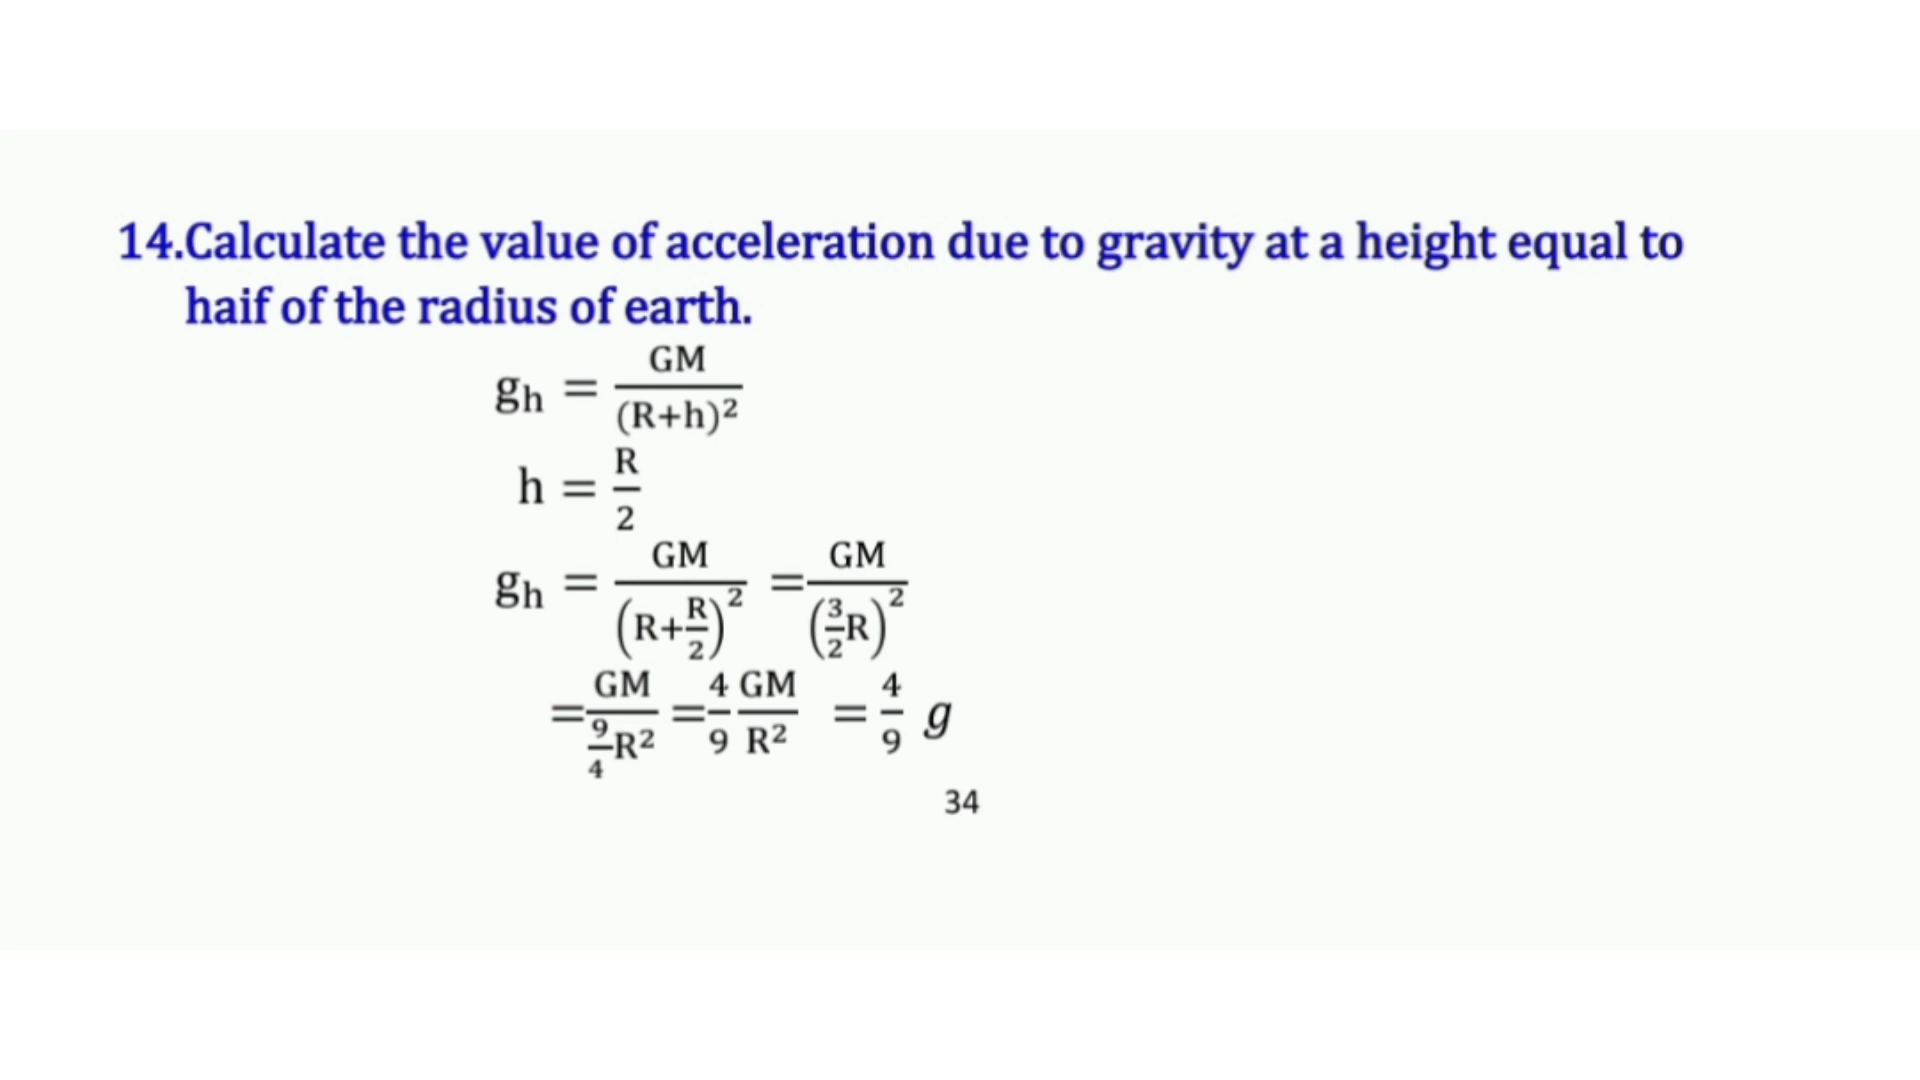 14.Calculate the value of acceleration due to gravity at a height equal to
haif of the radius of earth.
gₕ = GM/(R+h)²
h = R/2
gₕ = GM/(R+R/2)² =GM/(3/2R)²
=GM/9/4R² =4/9 GM/R² =4/9 g
34